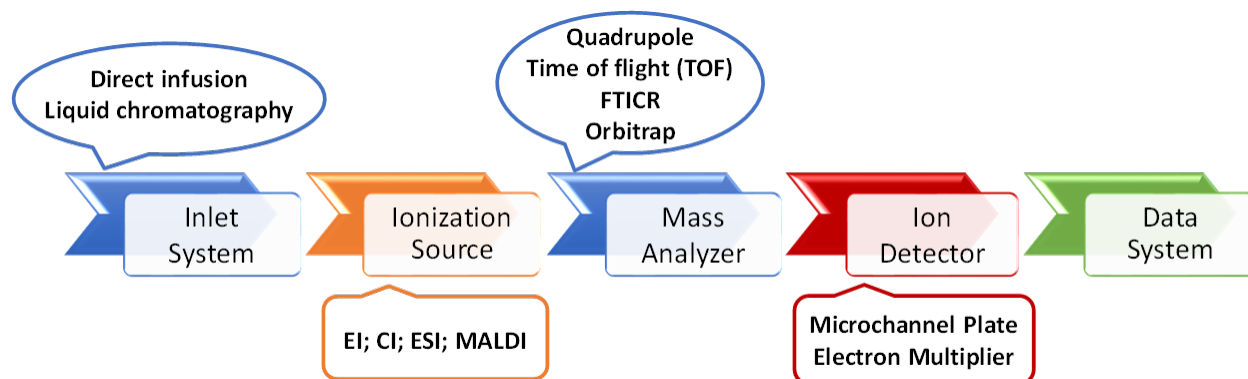 Direct infusion
Liquid chromatography
Quadrupole
Time of flight (TOF)
FTICR
Orbitrap
Inlet
System
Ionization
Source
Mass
Analyzer
Ion
Detector
Data
System
EI; CI; ESI; MALDI
Microchannel Plate
Electron Multiplier